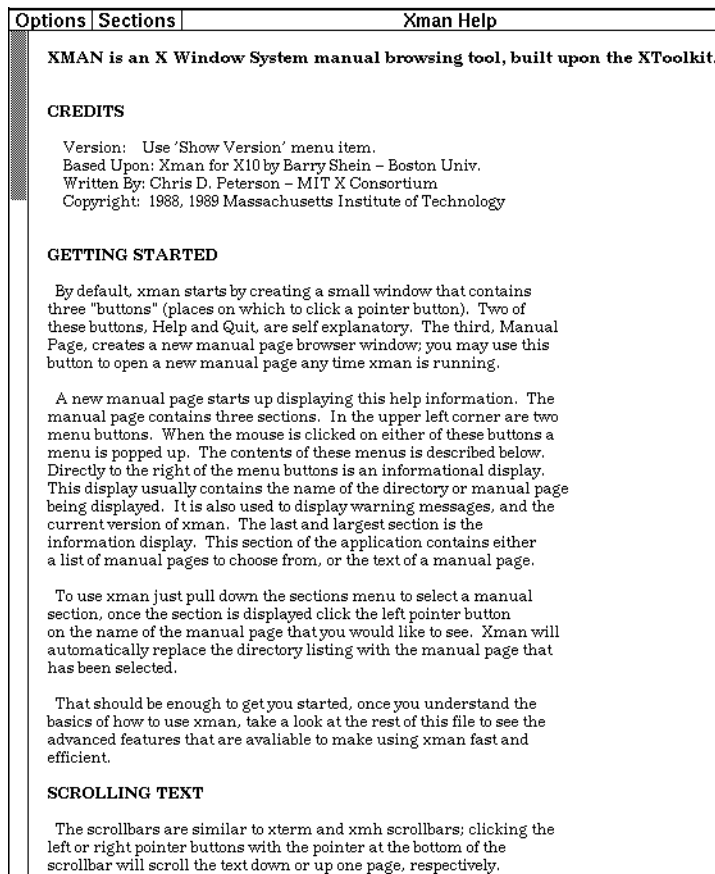 Options Sections Xman Help
XMAN is an X Window System manual browsing tool, built upon the XToolkit.
CREDITS
Version: Use ‘Show Version’ menu item.
Based Upon: Xman for X10 by Barry Shein – Boston Univ.
Written By: Chris D. Peterson – MIT X Consortium
Copyright: 1988, 1989 Massachusetts Institute of Technology
GETTING STARTED
By default, xman starts by creating a small window that contains
three "buttons" (places on which to click a pointer button). Two of
these buttons, Help and Quit, are self explanatory. The third, Manual
Page, creates a new manual page browser window; you may use this
button to open a new manual page any time xman is running.
A new manual page starts up displaying this help information. The
manual page contains three sections. In the upper left corner are two
menu buttons. When the mouse is clicked on either of these buttons a
menu is popped up. The contents of these menus is described below.
Directly to the right of the menu buttons is an informational display.
This display usually contains the name of the directory or manual page
being displayed. It is also used to display warning messages, and the
current version of xman. The last and largest section is the
information display. This section of the application contains either
a list of manual pages to choose from, or the text of a manual page.
To use xman just pull down the sections menu to select a manual
section, once the section is displayed click the left pointer button
on the name of the manual page that you would like to see. Xman will
automatically replace the directory listing with the manual page that
has been selected.
That should be enough to get you started, once you understand the
basics of how to use xman, take a look at the rest of this file to see the
advanced features that are avaliable to make using xman fast and
efficient.
SCROLLING TEXT
The scrollbars are similar to xterm and xmh scrollbars; clicking the
left or right pointer buttons with the pointer at the bottom of the
scrollbar will scroll the text down or up one page, respectively.